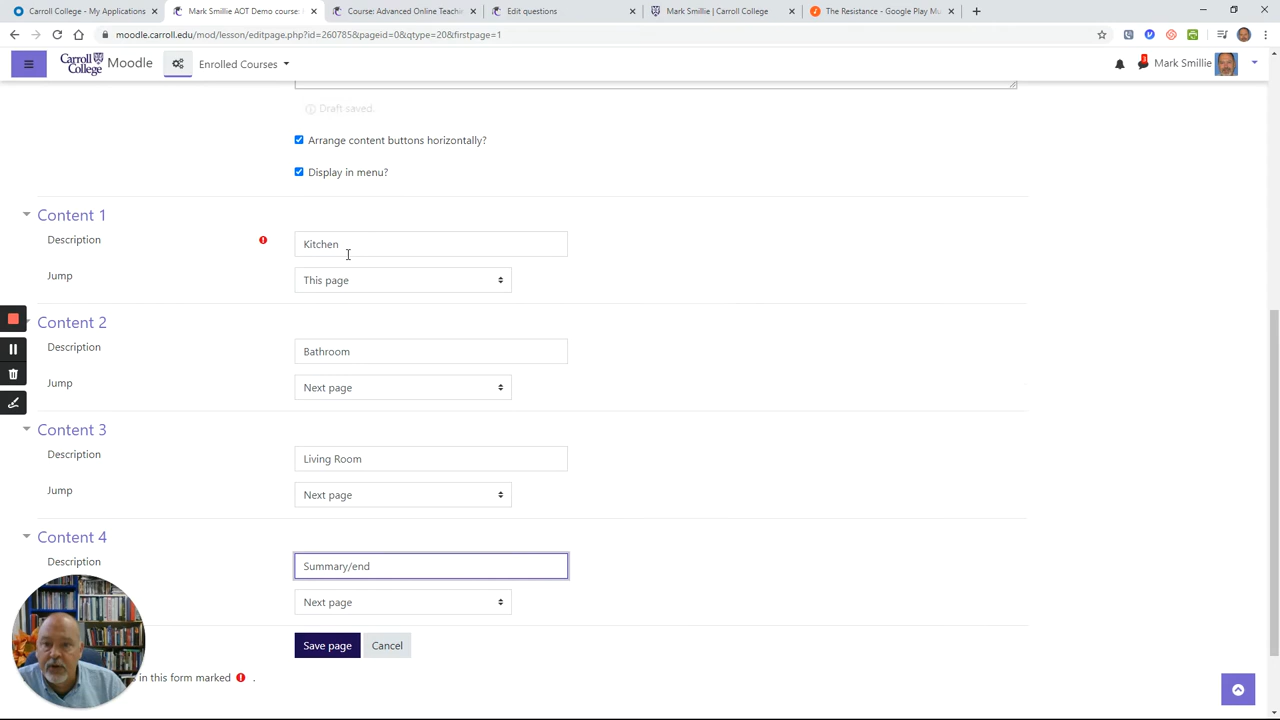 Carroll College - My Applications
Mark Smillie AOT Demo course:
Course: Advanced Online Teach
Edit questions
Mark Smillie | Carroll College
The Resistance - Google Play Mu
moodle.carroll.edu/mod/lesson/editpage.php?id=260785&pageid=0&qtype=20&firstpage=1
Carroll College
Moodle
Enrolled Courses
Mark Smillie
Draft saved.
Arrange content buttons horizontally?
Display in menu?
Content 1
Description
Kitchen
Jump
This page
Content 2
Description
Bathroom
Jump
Next page
Content 3
Description
Living Room
Jump
Next page
Content 4
Description
Summary/end
Next page
Save page
Cancel
in this form marked
.